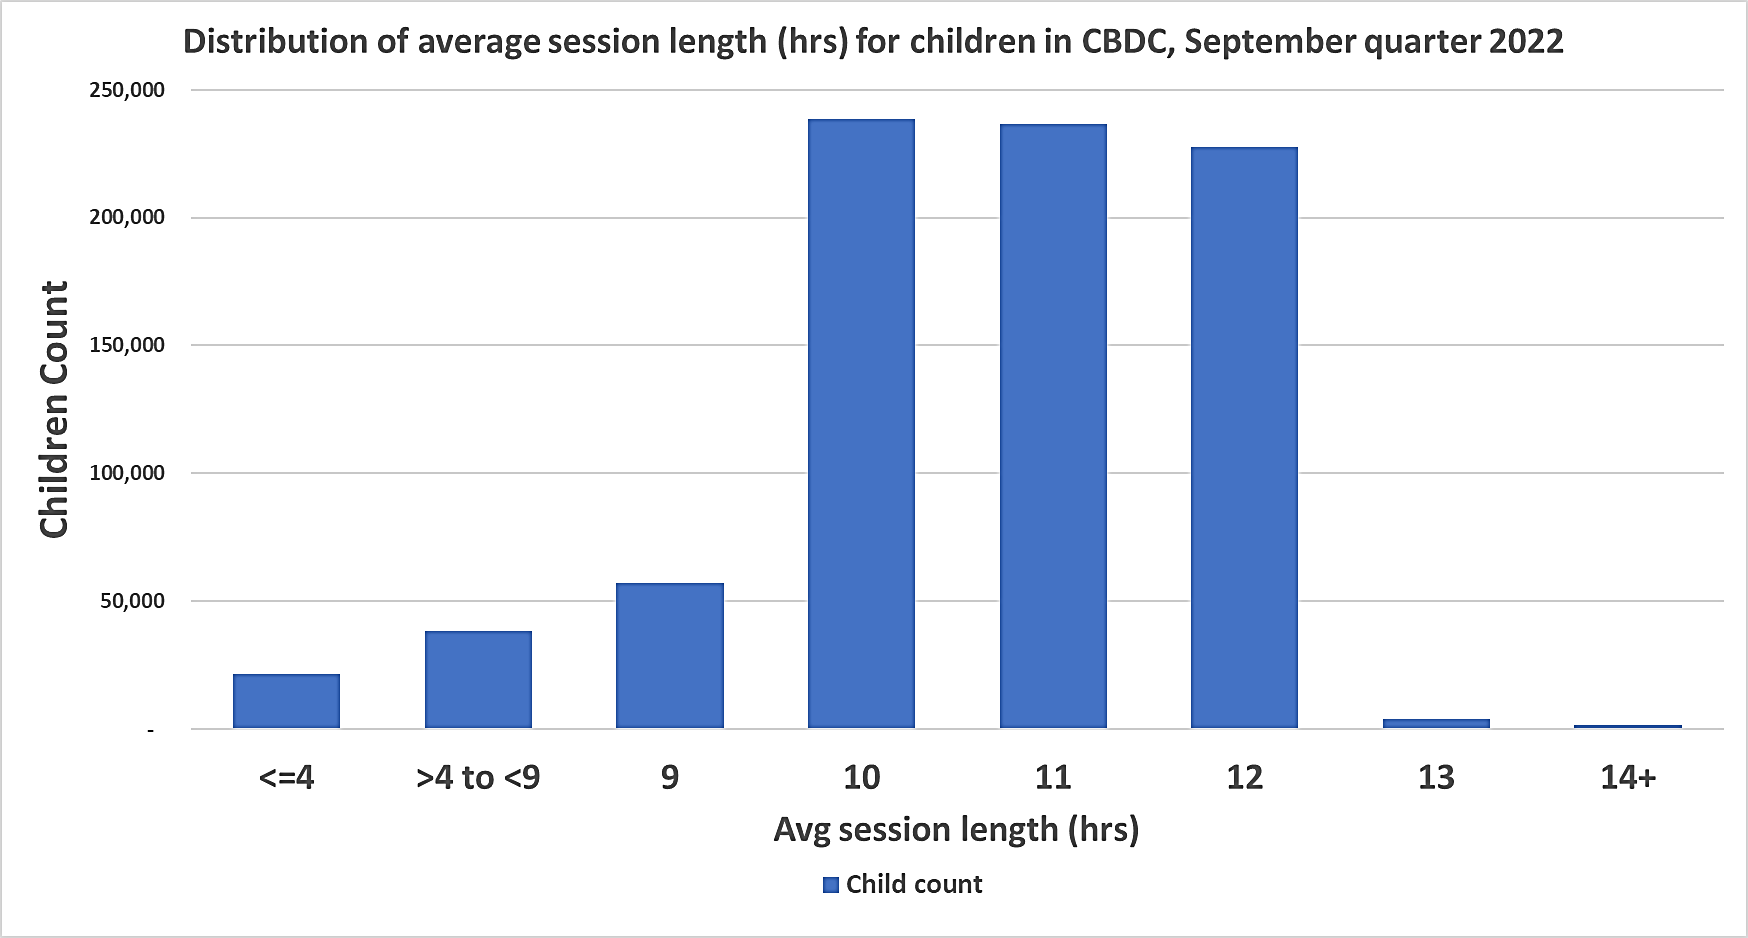 Distribution of average session length (hrs) for children in CBDC, September quarter 2022
250,000
200,000
150,000
100,000
50,000
-
Children Count
<=4 >4 to <9 9 10 11 12 13 14+
Avg session length (hrs)
Child count